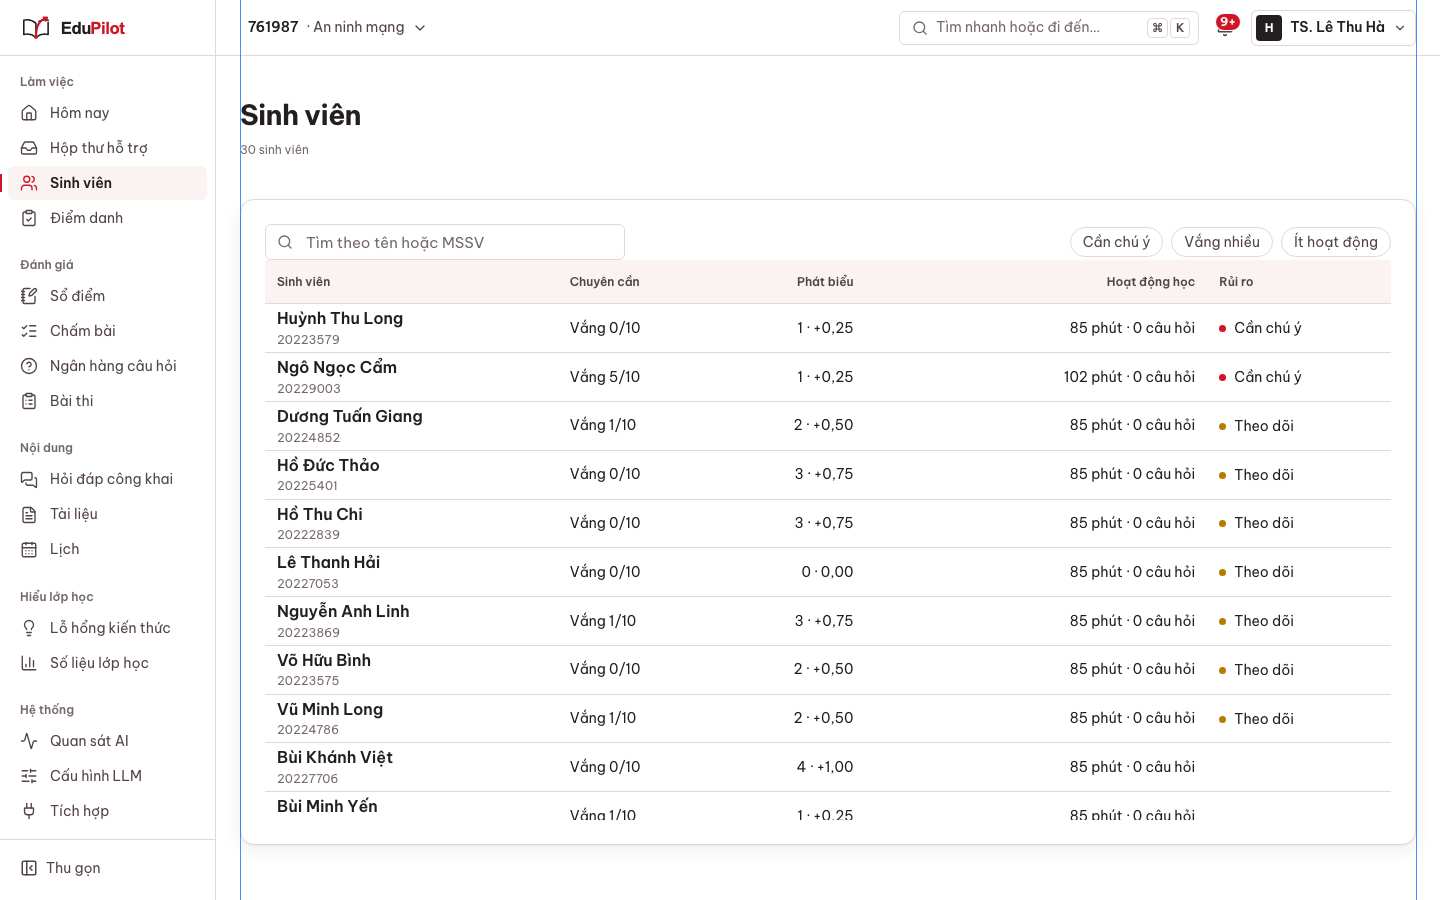 EduPilot
761987 · An ninh mạng
Tìm nhanh hoặc đi đến...
⌘ K
9+
H
TS. Lê Thu Hà
Làm việc
Hôm nay
Hộp thư hỗ trợ
Sinh viên
Điểm danh
Đánh giá
Sổ điểm
Chấm bài
Ngân hàng câu hỏi
Bài thi
Nội dung
Hỏi đáp công khai
Tài liệu
Lịch
Hiểu lớp học
Lỗ hổng kiến thức
Số liệu lớp học
Hệ thống
Quan sát AI
Cấu hình LLM
Tích hợp
Thu gọn
Sinh viên
30 sinh viên
Tìm theo tên hoặc MSSV
Cần chú ý
Vắng nhiều
Ít hoạt động
Sinh viên Chuyên cần Phát biểu Hoạt động học Rủi ro
Huỳnh Thu Long
20223579
Vắng 0/10 1 · +0,25 85 phút · 0 câu hỏi Cần chú ý
Ngô Ngọc Cẩm
20229003
Vắng 5/10 1 · +0,25 102 phút · 0 câu hỏi Cần chú ý
Dương Tuấn Giang
20224852
Vắng 1/10 2 · +0,50 85 phút · 0 câu hỏi Theo dõi
Hồ Đức Thảo
20225401
Vắng 0/10 3 · +0,75 85 phút · 0 câu hỏi Theo dõi
Hồ Thu Chi
20222839
Vắng 0/10 3 · +0,75 85 phút · 0 câu hỏi Theo dõi
Lê Thanh Hải
20227053
Vắng 0/10 0 · 0,00 85 phút · 0 câu hỏi Theo dõi
Nguyễn Anh Linh
20223869
Vắng 1/10 3 · +0,75 85 phút · 0 câu hỏi Theo dõi
Võ Hữu Bình
20223575
Vắng 0/10 2 · +0,50 85 phút · 0 câu hỏi Theo dõi
Vũ Minh Long
20224786
Vắng 1/10 2 · +0,50 85 phút · 0 câu hỏi Theo dõi
Bùi Khánh Việt
20227706
Vắng 0/10 4 · +1,00 85 phút · 0 câu hỏi
Bùi Minh Yến
Vắng 1/10 1 · +0,25 85 phút · 0 câu hỏi